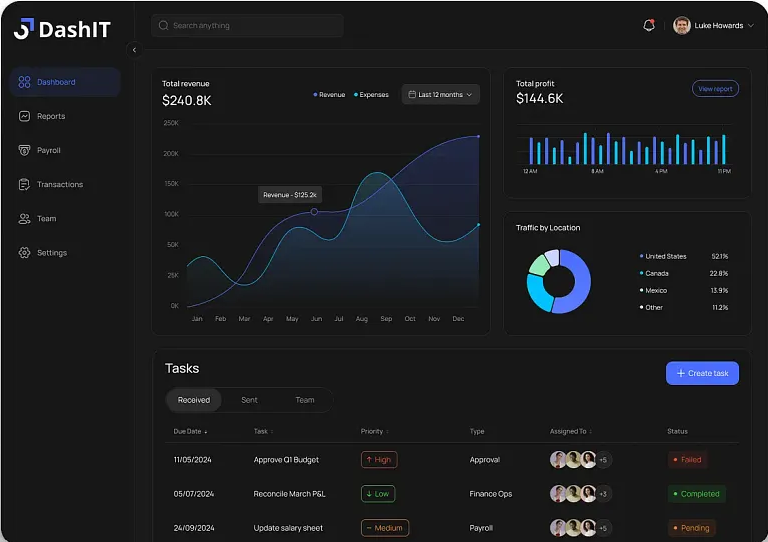 DashIT
Search anything
Luke Howards
Dashboard
Reports
Payroll
Transactions
Team
Settings
Total revenue
$240.8K
Revenue
Expenses
Last 12 months
250K
200K
150K
100K
50K
25K
0K
Revenue - $125.2k
Jan Feb Mar Apr May Jun Jul Aug Sep Oct Nov Dec
Total profit
$144.6K
View report
12 AM 8 AM 4 PM 11 PM
Traffic by Location
United States 52.1%
Canada 22.8%
Mexico 13.9%
Other 11.2%
Tasks
Create task
Received Sent Team
Due Date Task Priority Type Assigned To Status
11/05/2024 Approve Q1 Budget High Approval +5 Failed
05/07/2024 Reconcile March P&L Low Finance Ops +3 Completed
24/09/2024 Update salary sheet Medium Payroll +5 Pending